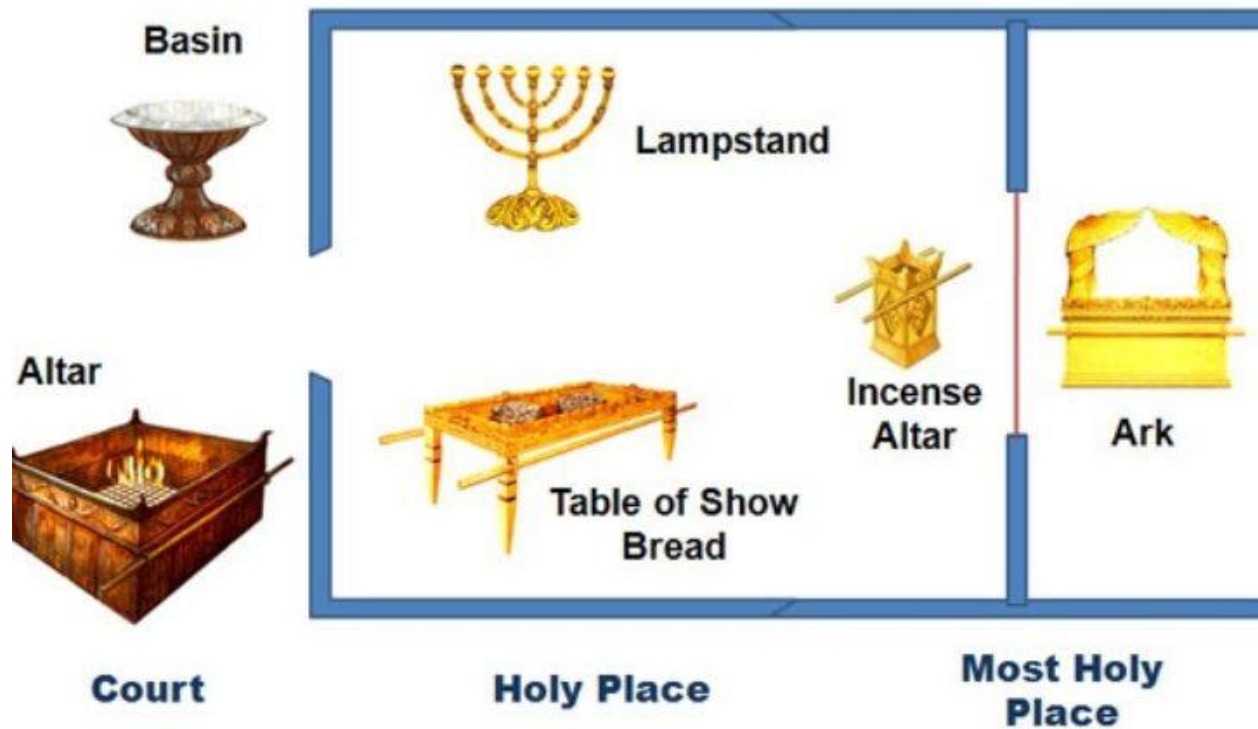 Basin
Lampstand
Altar
Incense
Altar
Ark
Table of Show
Bread
Court
Holy Place
Most Holy
Place